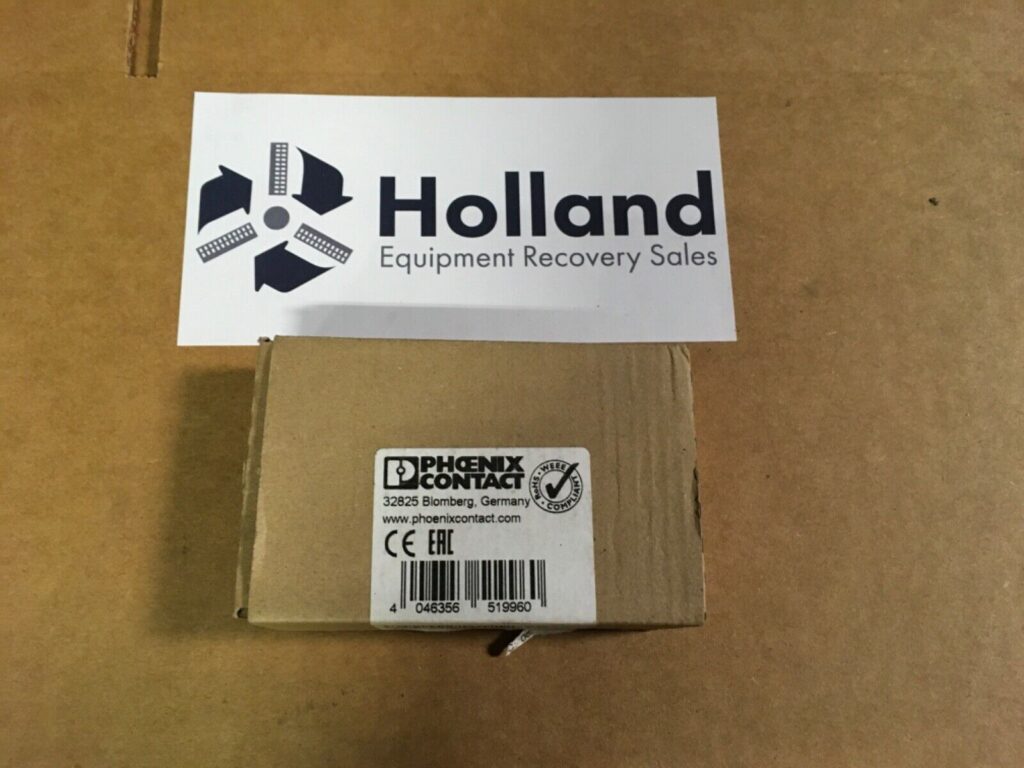 Holland
Equipment Recovery Sales
PHŒNIX
CONTACT
RoHS · WEEE
COMPLIANT
32825 Blomberg, Germany
www.phoenixcontact.com
CE EAC
4 046356 519960